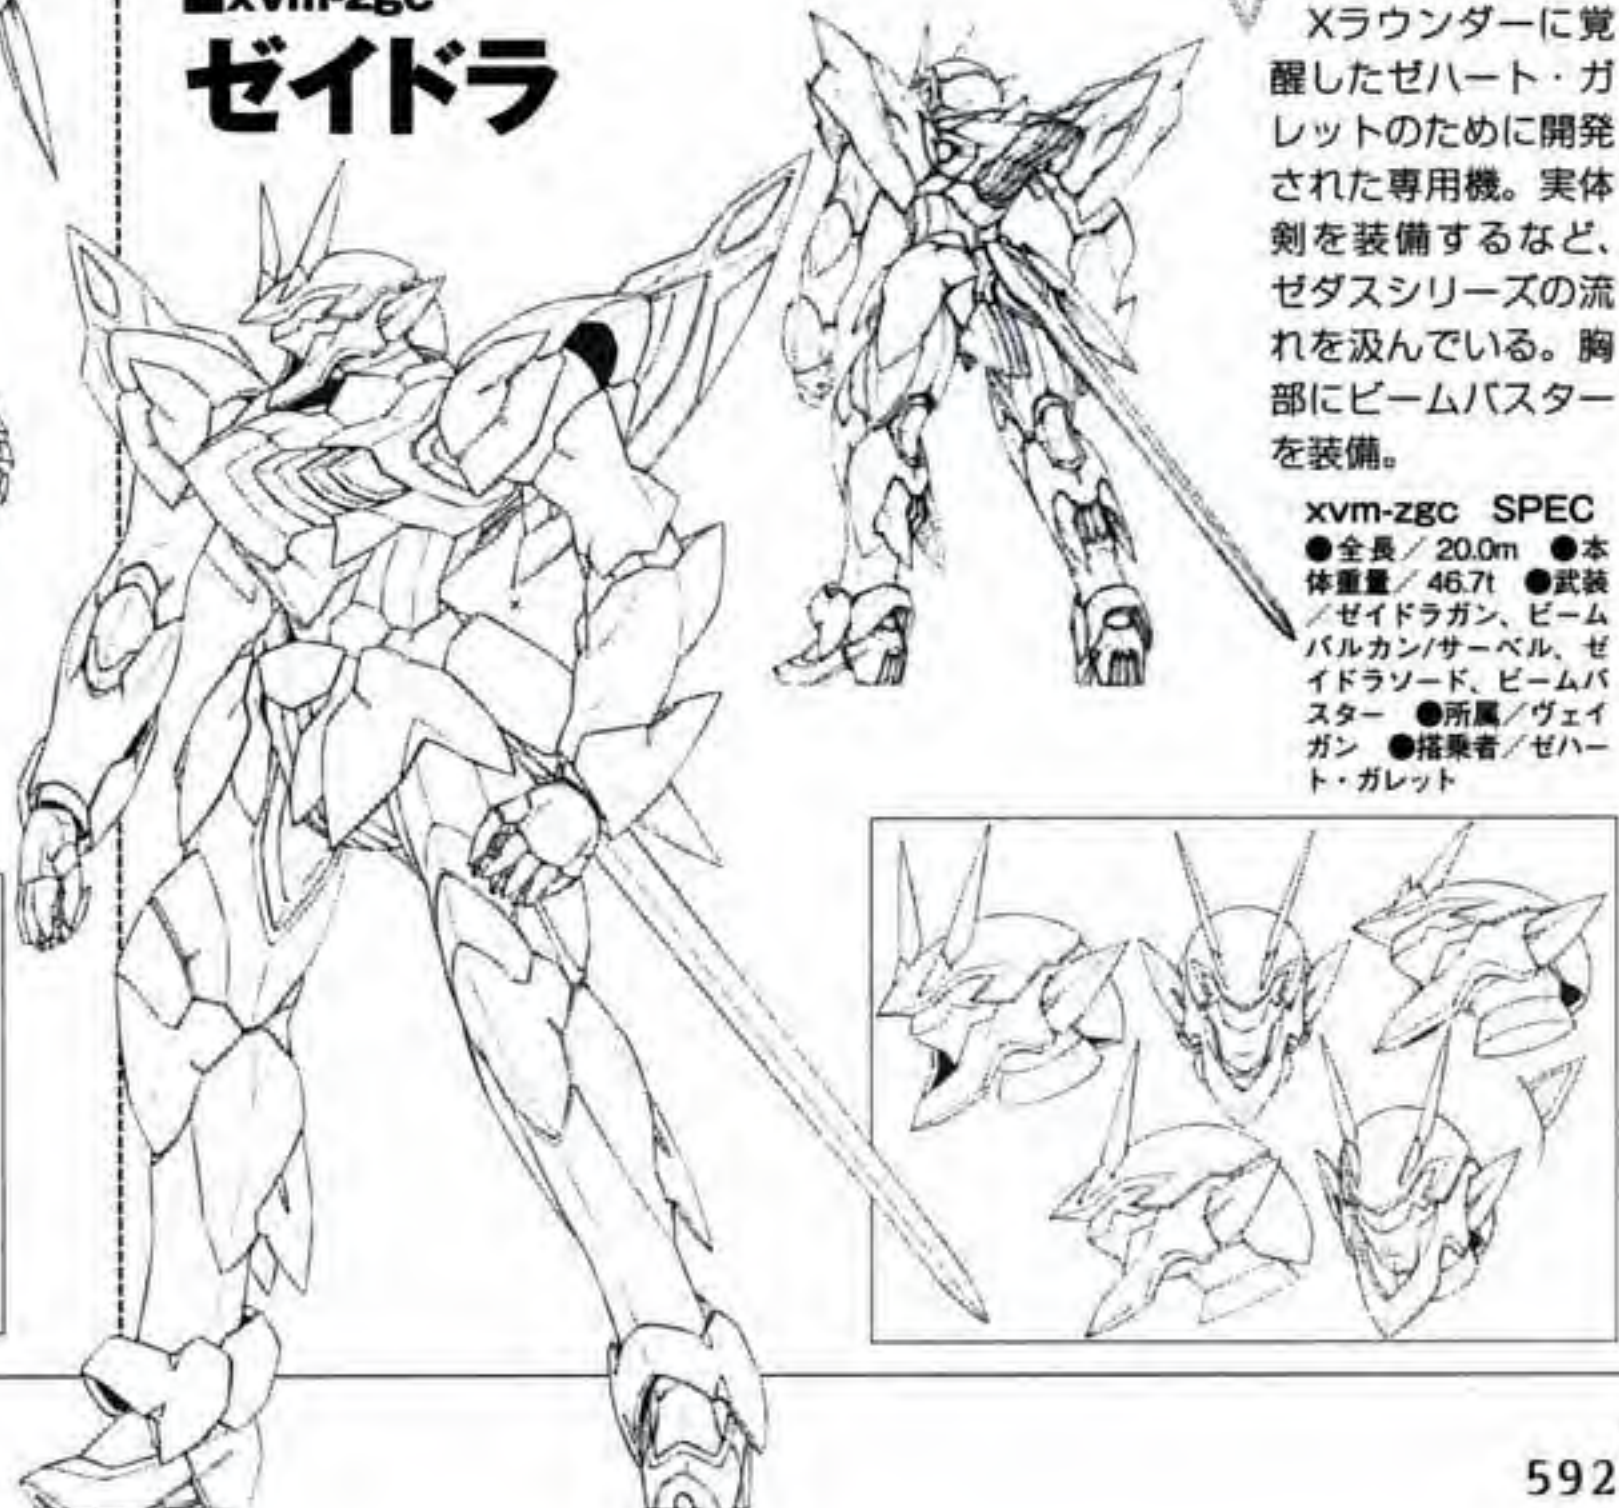 ■xvm-zgc
ゼイドラ
Xラウンダーに覚
醒したゼハート・ガ
レットのために開発
された専用機。実体
剣を装備するなど、
ゼダスシリーズの流
れを汲んでいる。胸
部にビームバスター
を装備。
xvm-zgc SPEC
●全長／20.0m ●本
体重量／46.7t ●武装
／ゼイドラガン、ビーム
バルカン/サーベル、ゼ
イドラソード、ビームバ
スター ●所属／ヴェイ
ガン ●搭乗者／ゼハー
ト・ガレット
592